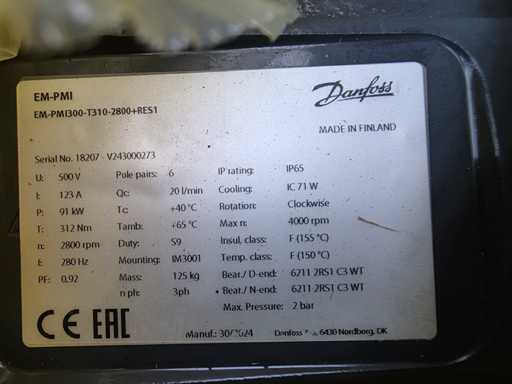 EM-PMI
EM-PMI300-T310-2800+RES1
Danfoss
MADE IN FINLAND
Serial No. 18207 - V243000273
U: 500 V Pole pairs: 6 IP rating: IP65
I: 123 A Qc: 20 l/min Cooling: IC 71 W
P: 91 kW Tc: +40 °C Rotation: Clockwise
T: 312 Nm Tamb: +65 °C Max n: 4000 rpm
n: 2800 rpm Duty: S9 Insul. class: F (155 °C)
f: 280 Hz Mounting: IM3001 Temp. class: F (150 °C)
PF: 0.92 Mass: 125 kg Bear./ D-end: 6211 2RS1 C3 WT
n ph: 3ph Bear./ N-end: 6211 2RS1 C3 WT
Max. Pressure: 2 bar
CE EAC
Manuf.: Danfoss 6430 Nordborg, DK